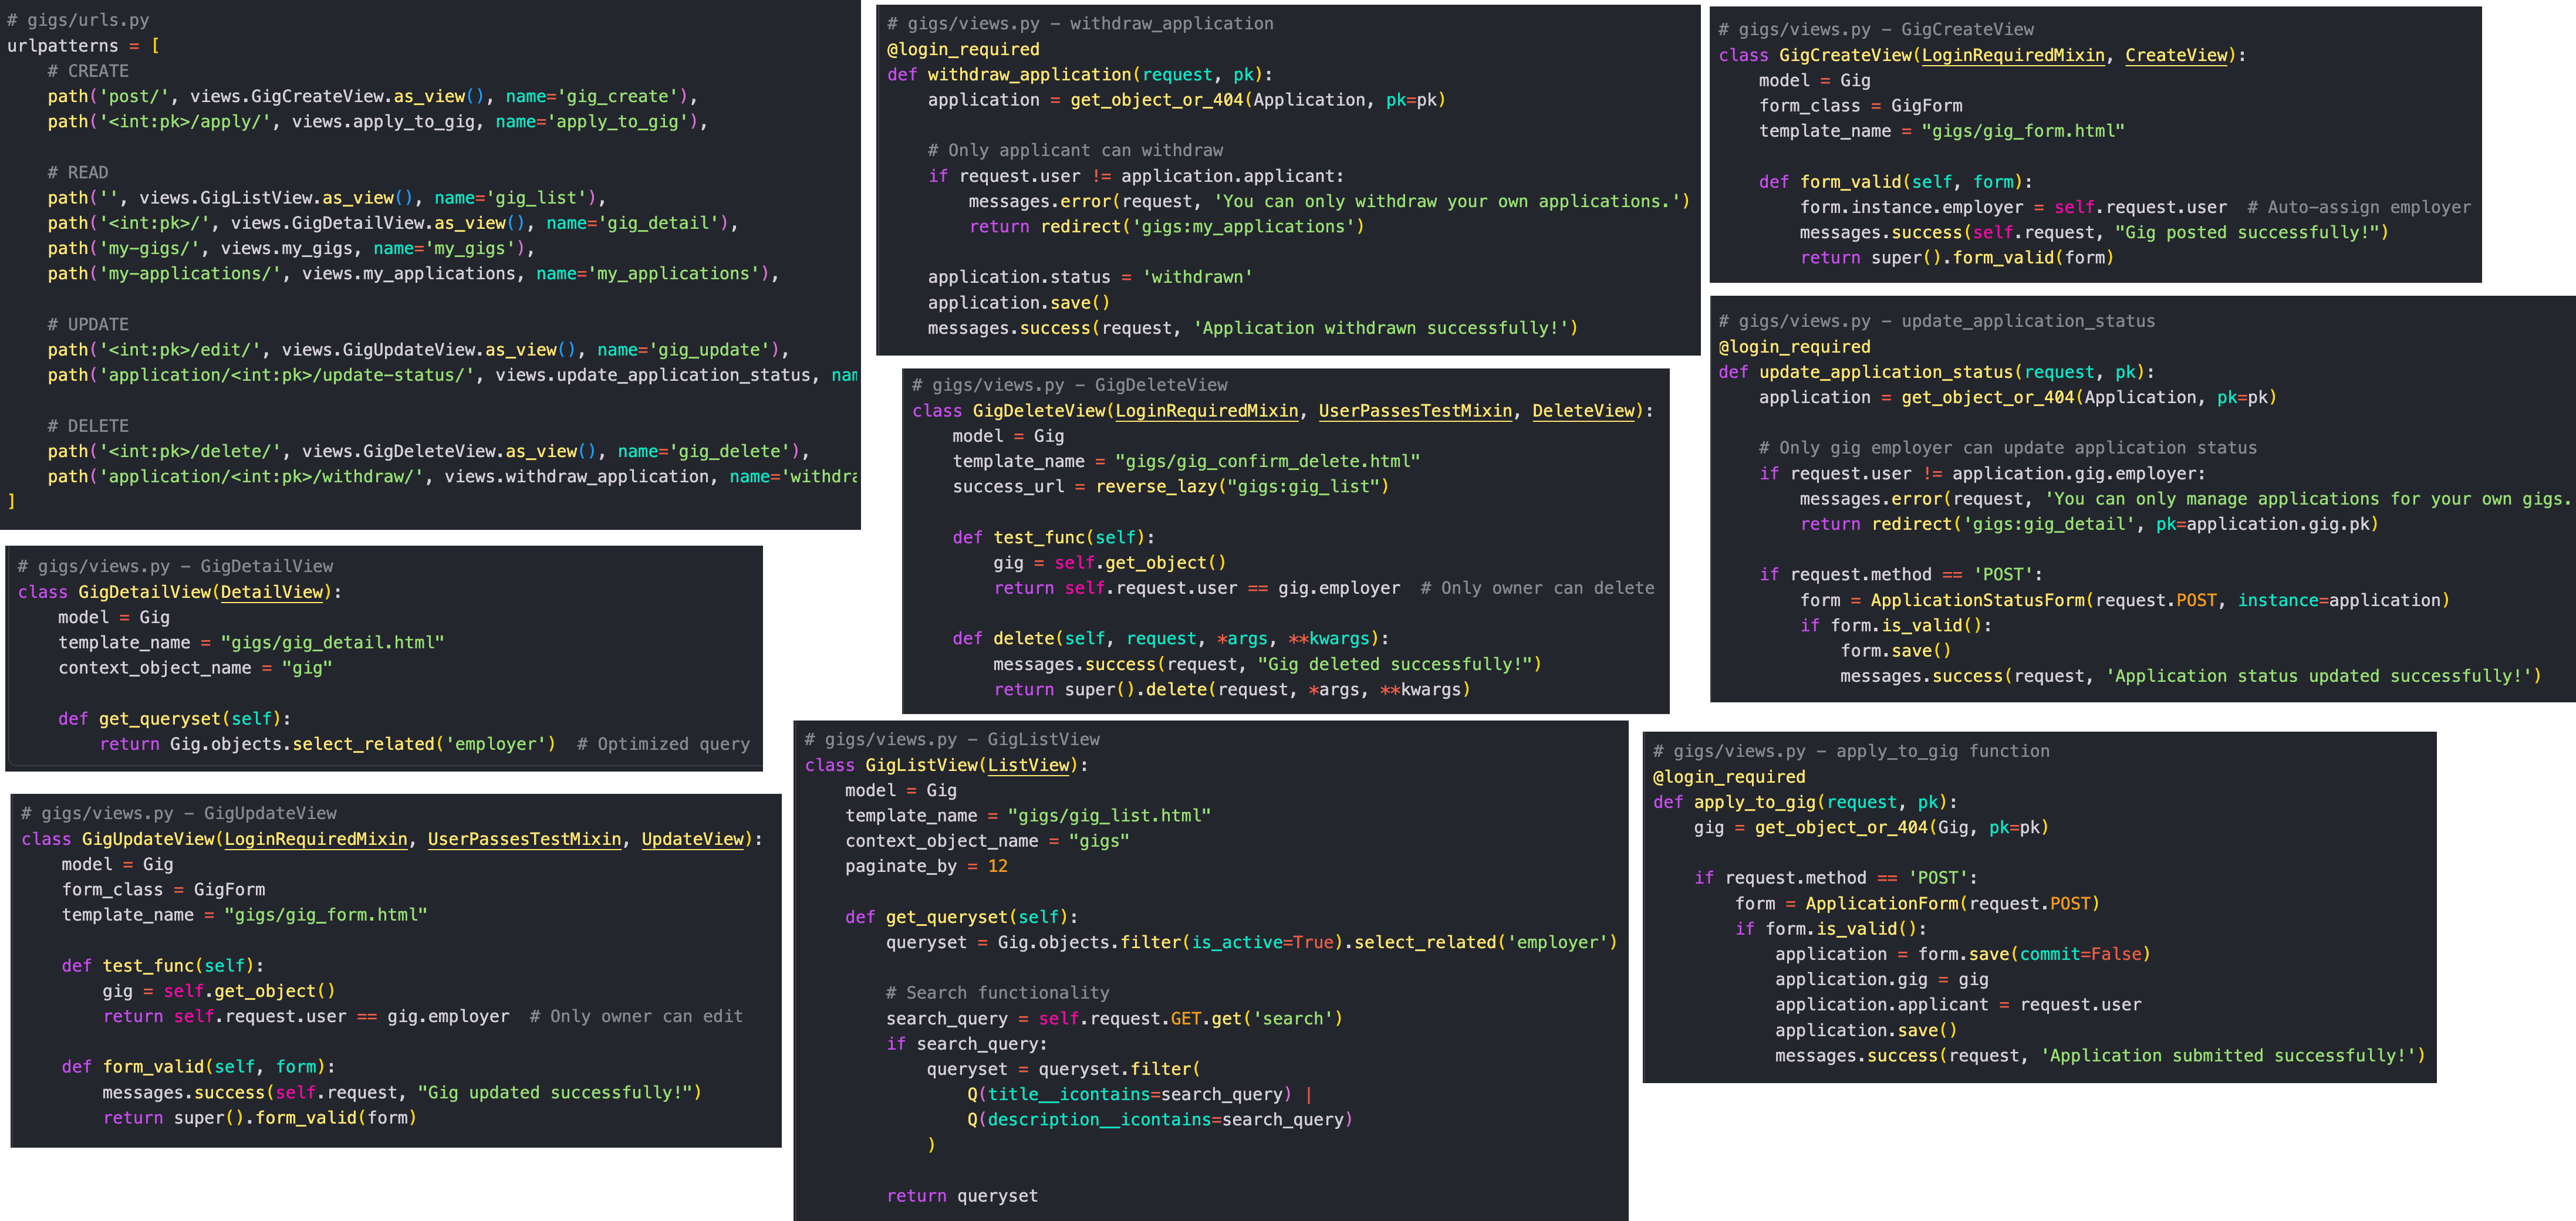 # gigs/urls.py
urlpatterns = [
    # CREATE
    path('post/', views.GigCreateView.as_view(), name='gig_create'),
    path('<int:pk>/apply/', views.apply_to_gig, name='apply_to_gig'),

    # READ
    path('', views.GigListView.as_view(), name='gig_list'),
    path('<int:pk>/', views.GigDetailView.as_view(), name='gig_detail'),
    path('my-gigs/', views.my_gigs, name='my_gigs'),
    path('my-applications/', views.my_applications, name='my_applications'),

    # UPDATE
    path('<int:pk>/edit/', views.GigUpdateView.as_view(), name='gig_update'),
    path('application/<int:pk>/update-status/', views.update_application_status, nam

    # DELETE
    path('<int:pk>/delete/', views.GigDeleteView.as_view(), name='gig_delete'),
    path('application/<int:pk>/withdraw/', views.withdraw_application, name='withdra
]

# gigs/views.py - GigDetailView
class GigDetailView(DetailView):
    model = Gig
    template_name = "gigs/gig_detail.html"
    context_object_name = "gig"

    def get_queryset(self):
        return Gig.objects.select_related('employer')  # Optimized query

# gigs/views.py - GigUpdateView
class GigUpdateView(LoginRequiredMixin, UserPassesTestMixin, UpdateView):
    model = Gig
    form_class = GigForm
    template_name = "gigs/gig_form.html"

    def test_func(self):
        gig = self.get_object()
        return self.request.user == gig.employer  # Only owner can edit

    def form_valid(self, form):
        messages.success(self.request, "Gig updated successfully!")
        return super().form_valid(form)

# gigs/views.py - withdraw_application
@login_required
def withdraw_application(request, pk):
    application = get_object_or_404(Application, pk=pk)

    # Only applicant can withdraw
    if request.user != application.applicant:
        messages.error(request, 'You can only withdraw your own applications.')
        return redirect('gigs:my_applications')

    application.status = 'withdrawn'
    application.save()
    messages.success(request, 'Application withdrawn successfully!')

# gigs/views.py - GigDeleteView
class GigDeleteView(LoginRequiredMixin, UserPassesTestMixin, DeleteView):
    model = Gig
    template_name = "gigs/gig_confirm_delete.html"
    success_url = reverse_lazy("gigs:gig_list")

    def test_func(self):
        gig = self.get_object()
        return self.request.user == gig.employer  # Only owner can delete

    def delete(self, request, *args, **kwargs):
        messages.success(request, "Gig deleted successfully!")
        return super().delete(request, *args, **kwargs)

# gigs/views.py - GigListView
class GigListView(ListView):
    model = Gig
    template_name = "gigs/gig_list.html"
    context_object_name = "gigs"
    paginate_by = 12

    def get_queryset(self):
        queryset = Gig.objects.filter(is_active=True).select_related('employer')

        # Search functionality
        search_query = self.request.GET.get('search')
        if search_query:
            queryset = queryset.filter(
                Q(title__icontains=search_query) |
                Q(description__icontains=search_query)
            )

        return queryset

# gigs/views.py - GigCreateView
class GigCreateView(LoginRequiredMixin, CreateView):
    model = Gig
    form_class = GigForm
    template_name = "gigs/gig_form.html"

    def form_valid(self, form):
        form.instance.employer = self.request.user  # Auto-assign employer
        messages.success(self.request, "Gig posted successfully!")
        return super().form_valid(form)

# gigs/views.py - update_application_status
@login_required
def update_application_status(request, pk):
    application = get_object_or_404(Application, pk=pk)

    # Only gig employer can update application status
    if request.user != application.gig.employer:
        messages.error(request, 'You can only manage applications for your own gigs.
        return redirect('gigs:gig_detail', pk=application.gig.pk)

    if request.method == 'POST':
        form = ApplicationStatusForm(request.POST, instance=application)
        if form.is_valid():
            form.save()
            messages.success(request, 'Application status updated successfully!')

# gigs/views.py - apply_to_gig function
@login_required
def apply_to_gig(request, pk):
    gig = get_object_or_404(Gig, pk=pk)

    if request.method == 'POST':
        form = ApplicationForm(request.POST)
        if form.is_valid():
            application = form.save(commit=False)
            application.gig = gig
            application.applicant = request.user
            application.save()
            messages.success(request, 'Application submitted successfully!')